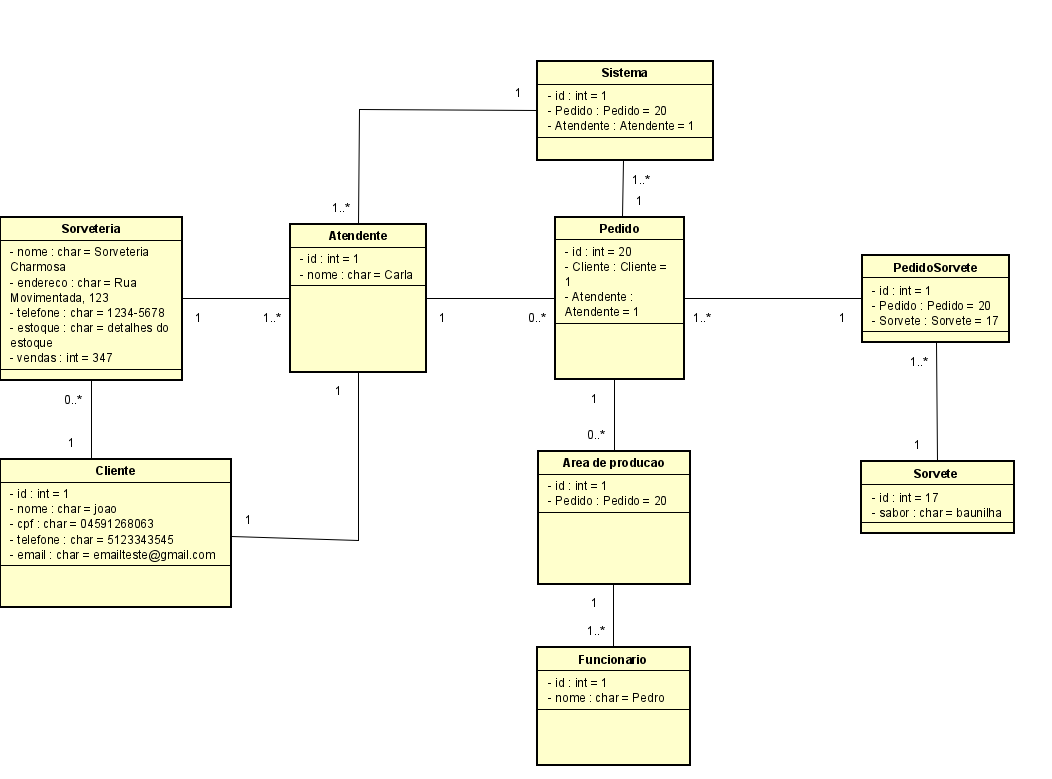 Sistema
- id : int = 1
- Pedido : Pedido = 20
- Atendente : Atendente = 1
1
1..*
1..*
1
Sorveteria
- nome : char = Sorveteria
Charmosa
- endereco : char = Rua
Movimentada, 123
- telefone : char = 1234-5678
- estoque : char = detalhes do
estoque
- vendas : int = 347
1
1..*
Atendente
- id : int = 1
- nome : char = Carla
1
0..*
Pedido
- id : int = 20
- Cliente : Cliente =
1
- Atendente :
Atendente = 1
1..*
1
PedidoSorvete
- id : int = 1
- Pedido : Pedido = 20
- Sorvete : Sorvete = 17
0..*
1
1
1
1
0..*
1..*
1
Cliente
- id : int = 1
- nome : char = joao
- cpf : char = 04591268063
- telefone : char = 5123343545
- email : char = emailteste@gmail.com
Area de producao
- id : int = 1
- Pedido : Pedido = 20
Sorvete
- id : int = 17
- sabor : char = baunilha
1
1..*
Funcionario
- id : int = 1
- nome : char = Pedro